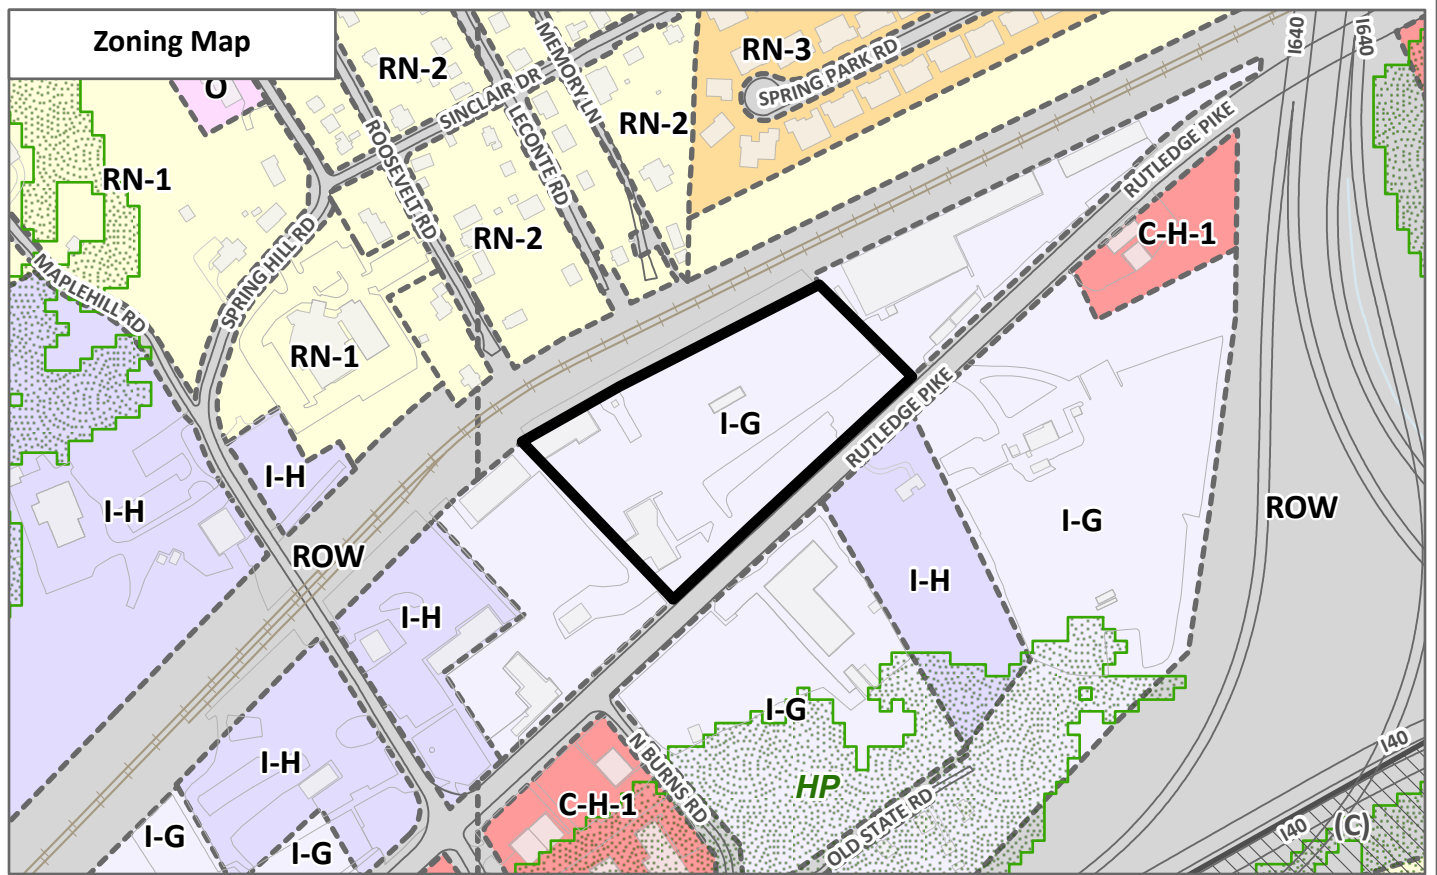 Zoning Map
I640
I640
RN-3
RN-2
SINCLAIR DR
MEMORY LN
SPRING PARK RD
O
LECONTE RD
RN-2
ROOSEVELT RD
RUTLEDGE PIKE
RN-1
C-H-1
RN-2
SPRING HILL RD
MAPLEHILL RD
RN-1
I-G
RUTLEDGE PIKE
I-H
I-H
ROW
I-G
ROW
I-H
I-H
I-G
I-H
N BURNS RD
HP
I40
C-H-1
OLD STATE RD
I40
(C)
I-G
I-G